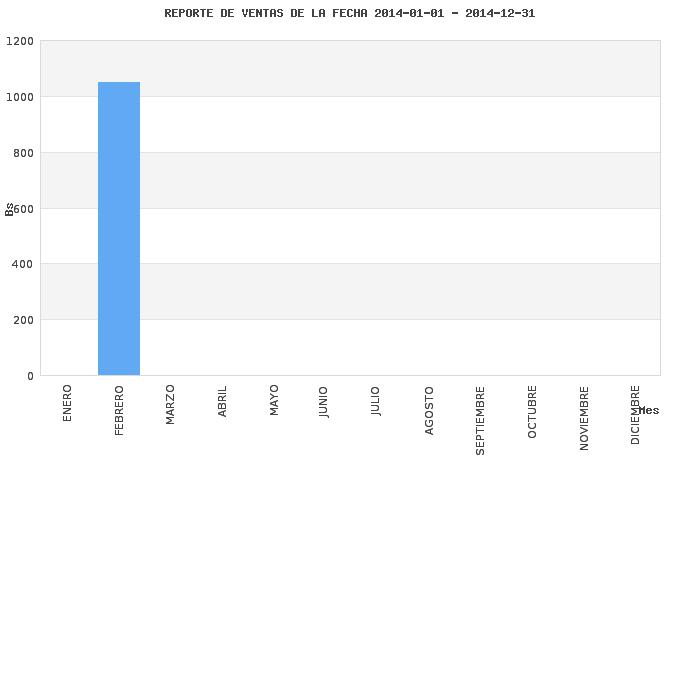 REPORTE DE VENTAS DE LA FECHA 2014-01-01 - 2014-12-31
1200
1000
800
Bs
600
400
200
0
ENERO
FEBRERO
MARZO
ABRIL
MAYO
JUNIO
JULIO
AGOSTO
SEPTIEMBRE
OCTUBRE
NOVIEMBRE
DICIEMBRE
Mes